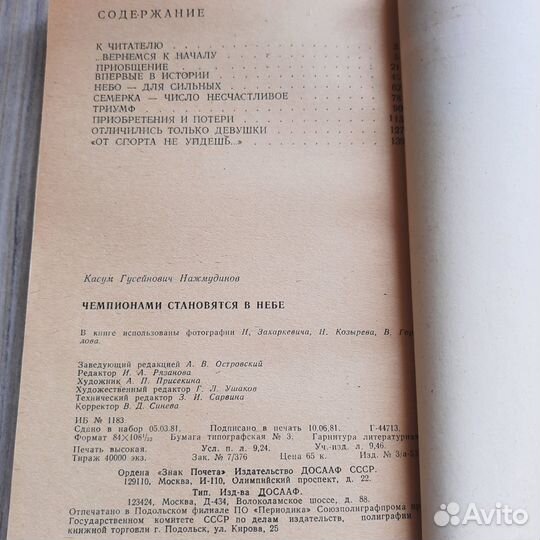 СОДЕРЖАНИЕ
К ЧИТАТЕЛЮ
...ВЕРНЕМСЯ К НАЧАЛУ
ПРИОБЩЕНИЕ
ВПЕРВЫЕ В ИСТОРИИ
НЕБО — ДЛЯ СИЛЬНЫХ
СЕМЕРКА — ЧИСЛО НЕСЧАСТЛИВОЕ
ТРИУМФ
ПРИОБРЕТЕНИЯ И ПОТЕРИ
ОТЛИЧИЛИСЬ ТОЛЬКО ДЕВУШКИ 127
«ОТ СПОРТА НЕ УЙДЕШЬ...»
Касум Гусейнович Нажмудинов
ЧЕМПИОНАМИ СТАНОВЯТСЯ В НЕБЕ
В книге использованы фотографии И. Захаркевича, Н. Козырева, В.
лова.
Заведующий редакцией А. В. Островский
Редактор И. А. Рязанова
Художник А. П. Присекина
Художественный редактор Г. Л. Ушаков
Технический редактор З. И. Сарвина
Корректор В. Д. Синева
ИБ № 1183
Сдано в набор 05.03.81. Подписано в печать 10.06.81. Г-44713.
Формат 84×108 1/32 Бумага типографская № 3. Гарнитура литературная
Печать высокая. Усл. п. л. 9,24. Уч.-изд. л. 9,46.
Тираж 40000 экз. Зак. № 7/376 Цена 65 к. Изд. №
Ордена «Знак Почета» Издательство ДОСААФ СССР.
129110, Москва, И-110, Олимпийский проспект, д. 22.
Тип. Изд-ва ДОСААФ.
123424, Москва, Д-434, Волоколамское шоссе, д. 88.
Отпечатано в Подольском филиале ПО «Периодика» Союзполиграфпрома при
Государственном комитете СССР по делам издательств, полиграфии
книжной торговли г. Подольск, ул. Кирова, 25
Avito